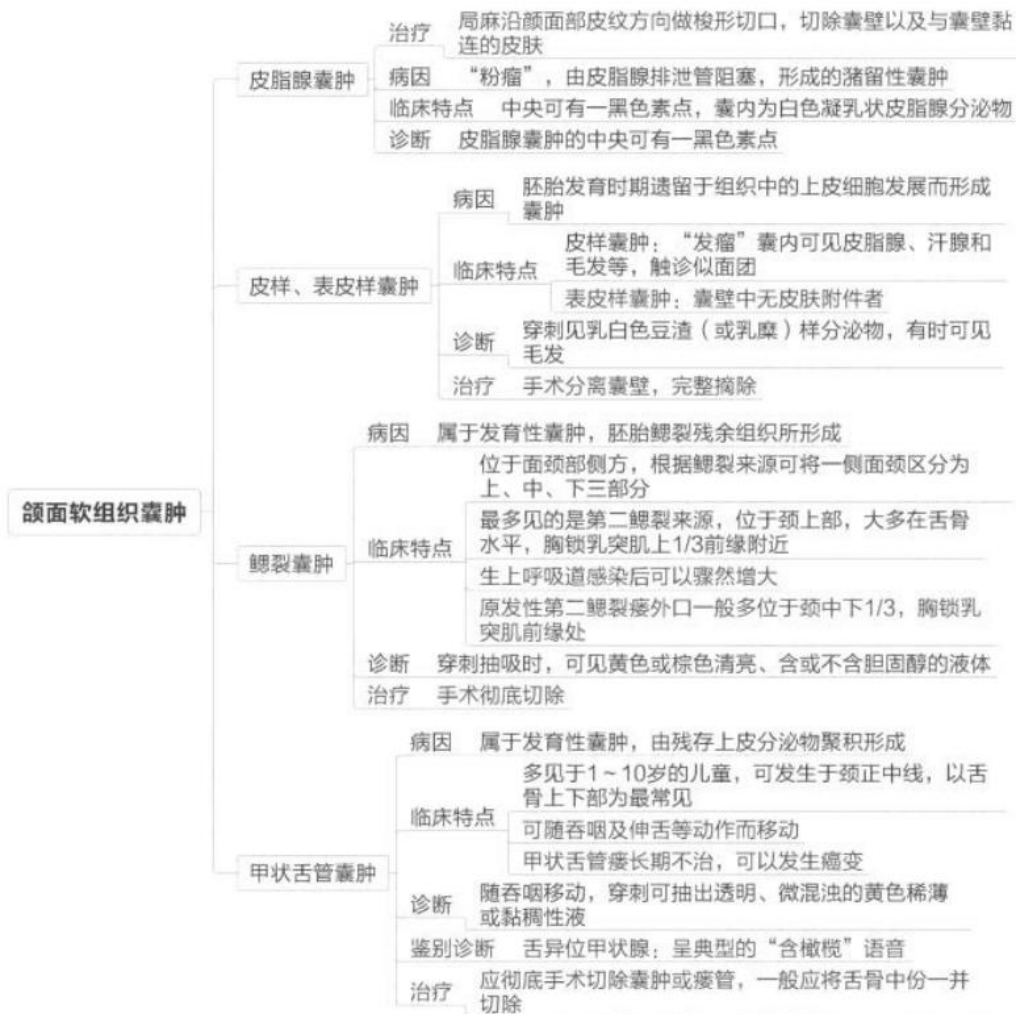 颌面软组织囊肿
皮脂腺囊肿
治疗
局麻沿颜面部皮纹方向做梭形切口，切除囊壁以及与囊壁黏
连的皮肤
病因
“粉瘤”，由皮脂腺排泄管阻塞，形成的潴留性囊肿
临床特点
中央可有一黑色素点，囊内为白色凝乳状皮脂腺分泌物
诊断
皮脂腺囊肿的中央可有一黑色素点
皮样、表皮样囊肿
病因
胚胎发育时期遗留于组织中的上皮细胞发展而形成
囊肿
临床特点
皮样囊肿：“发瘤”囊内可见皮脂腺、汗腺和
毛发等，触诊似面团
表皮样囊肿：囊壁中无皮肤附件者
诊断
穿刺见乳白色豆渣（或乳糜）样分泌物，有时可见
毛发
治疗
手术分离囊壁，完整摘除
鳃裂囊肿
病因
属于发育性囊肿，胚胎鳃裂残余组织所形成
临床特点
位于面颈部侧方，根据鳃裂来源可将一侧面颈区分为
上、中、下三部分
最多见的是第二鳃裂来源，位于颈上部，大多在舌骨
水平，胸锁乳突肌上1/3前缘附近
生上呼吸道感染后可以骤然增大
原发性第二鳃裂瘘外口一般多位于颈中下1/3，胸锁乳
突肌前缘处
诊断
穿刺抽吸时，可见黄色或棕色清亮、含或不含胆固醇的液体
治疗
手术彻底切除
甲状舌管囊肿
病因
属于发育性囊肿，由残存上皮分泌物聚积形成
临床特点
多见于1~10岁的儿童，可发生于颈正中线，以舌
骨上下部为最常见
可随吞咽及伸舌等动作而移动
甲状舌管瘘长期不治，可以发生癌变
诊断
随吞咽移动，穿刺可抽出透明、微混浊的黄色稀薄
或黏稠性液
鉴别诊断
舌异位甲状腺：呈典型的“含橄榄”语音
治疗
应彻底手术切除囊肿或瘘管，一般应将舌骨中份一并
切除